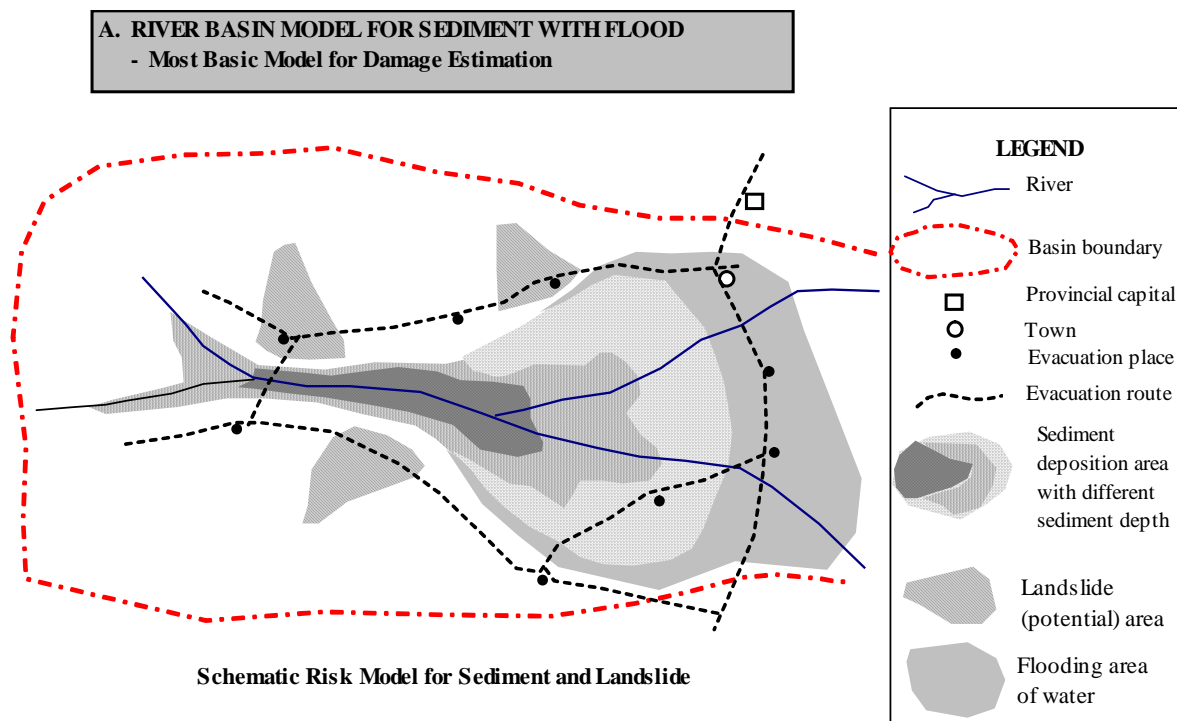 A. RIVER BASIN MODEL FOR SEDIMENT WITH FLOOD
- Most Basic Model for Damage Estimation
LEGEND
River
Basin boundary
Provincial capital
Town
Evacuation place
Evacuation route
Sediment
deposition area
with different
sediment depth
Landslide
(potential) area
Flooding area
of water
Schematic Risk Model for Sediment and Landslide